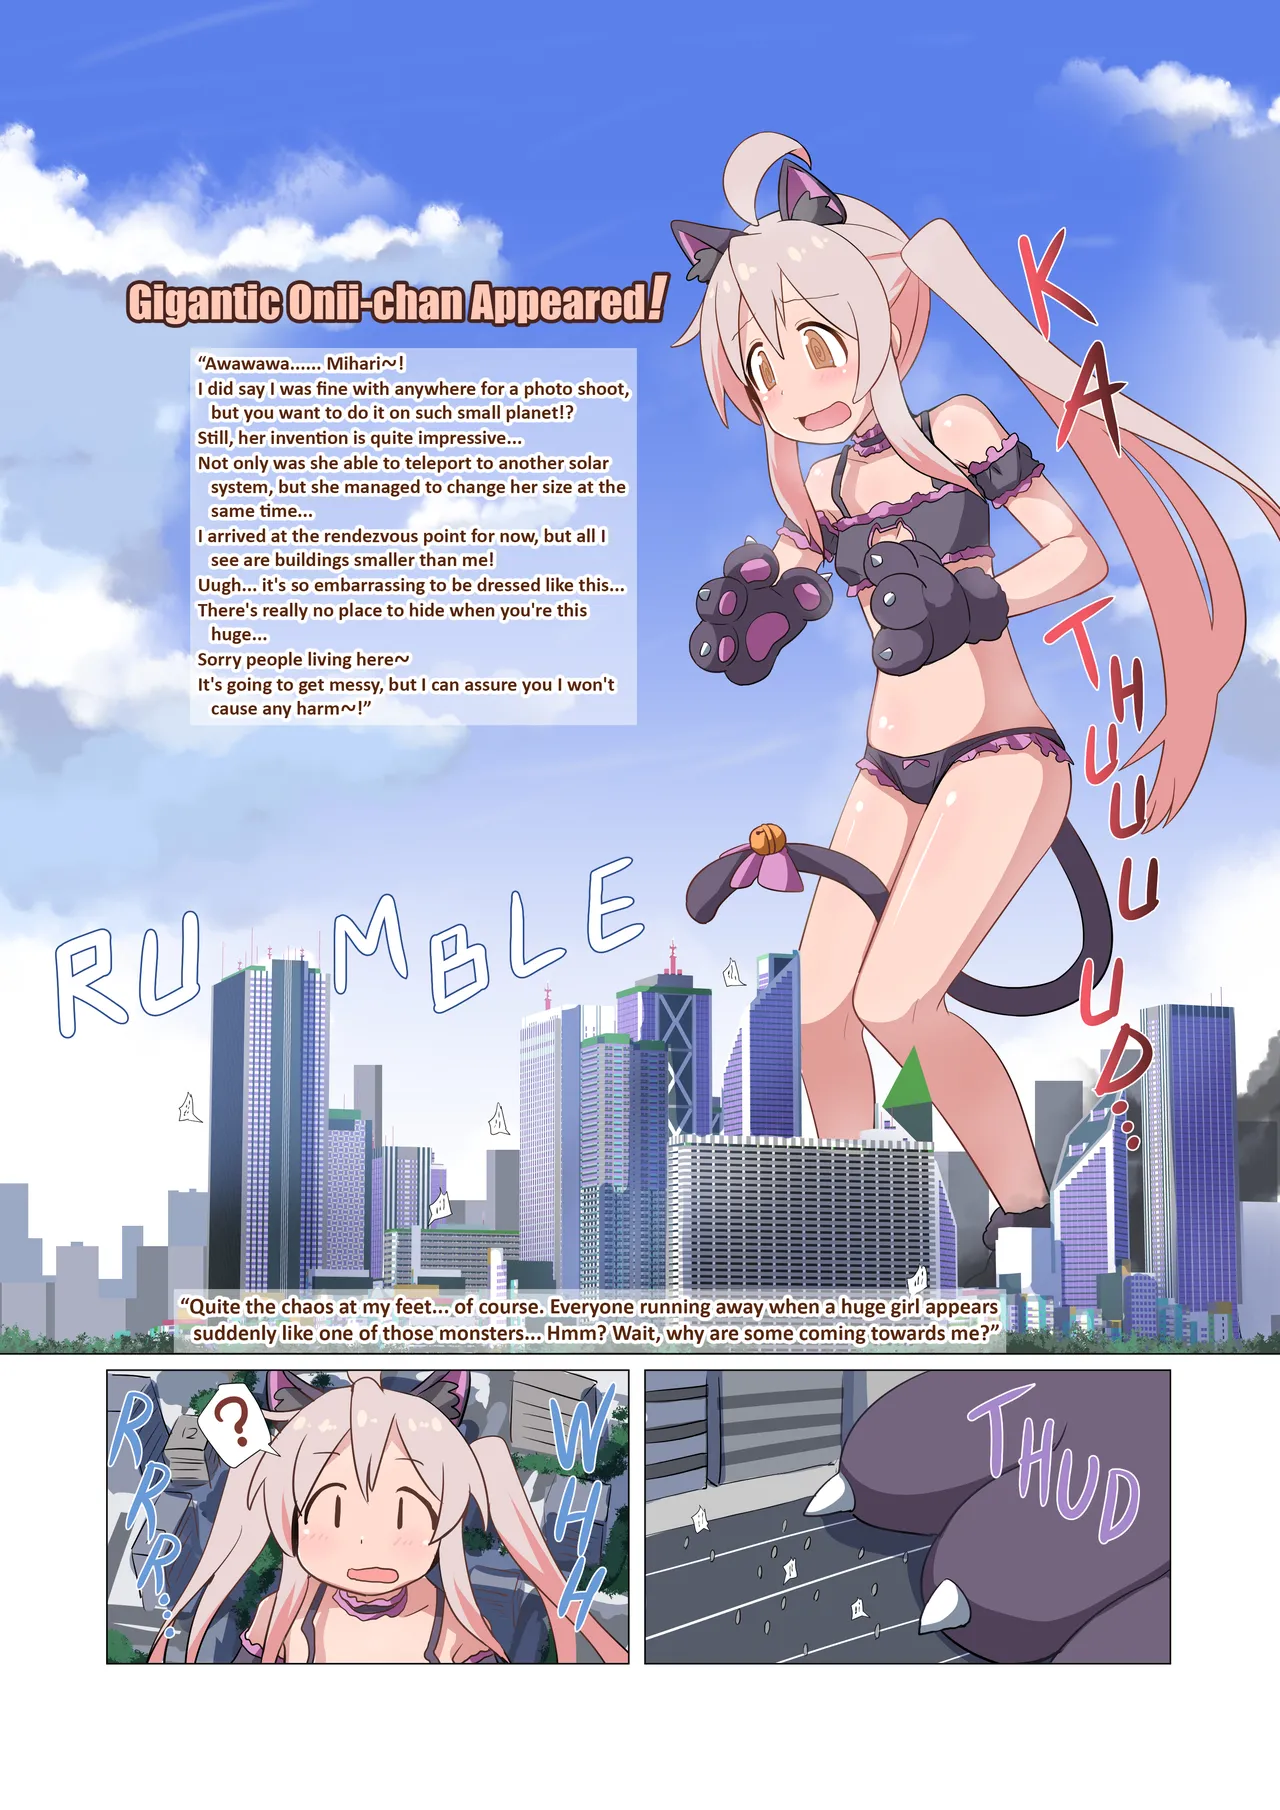 Gigantic Onii-chan Appeared!
“Awawawa...... Mihari~!
I did say I was fine with anywhere for a photo shoot,
but you want to do it on such small planet!?
Still, her invention is quite impressive...
Not only was she able to teleport to another solar
system, but she managed to change her size at the
same time...
I arrived at the rendezvous point for now, but all I
see are buildings smaller than me!
Uugh... it's so embarrassing to be dressed like this...
There's really no place to hide when you're this
huge...
Sorry people living here~
It's going to get messy, but I can assure you I won't
cause any harm~!”
KA
THUUUUD...
RUMBLE
“Quite the chaos at my feet... of course. Everyone running away when a huge girl appears
suddenly like one of those monsters... Hmm? Wait, why are some coming towards me?”
RRRR...
?
WHHH
THUD